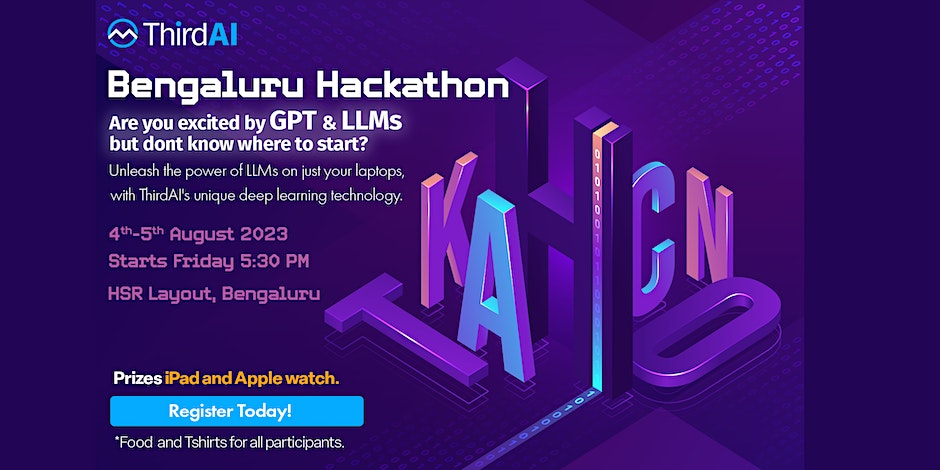 ThirdAI
Bengaluru Hackathon
Are you excited by GPT & LLMs
but dont know where to start?
Unleash the power of LLMs on just your laptops,
with ThirdAI's unique deep learning technology.
4th-5th August 2023
Starts Friday 5:30 PM
HSR Layout, Bengaluru
Prizes iPad and Apple watch.
Register Today!
*Food and Tshirts for all participants.
HACKATHON